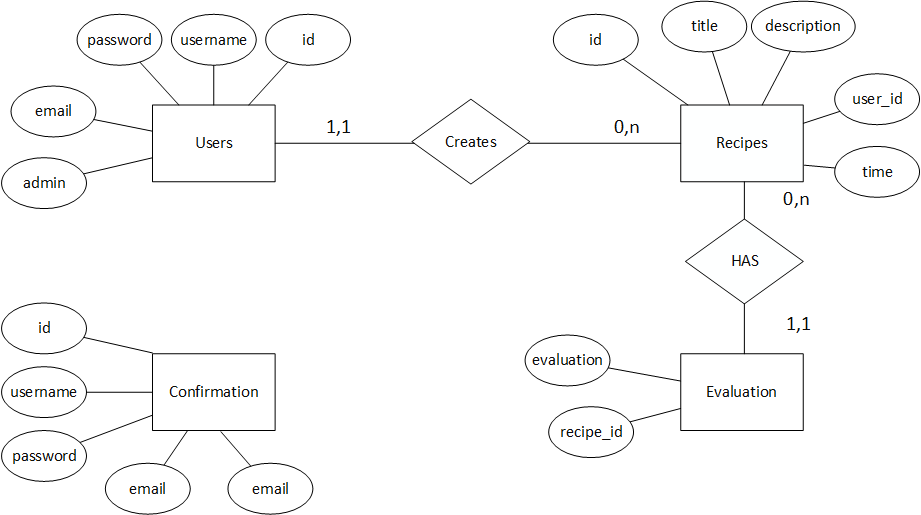 password
username
id
id
title
description
email
user_id
Users
1,1
Creates
0,n
Recipes
admin
time
0,n
HAS
id
1,1
evaluation
username
Confirmation
Evaluation
recipe_id
password
email
email